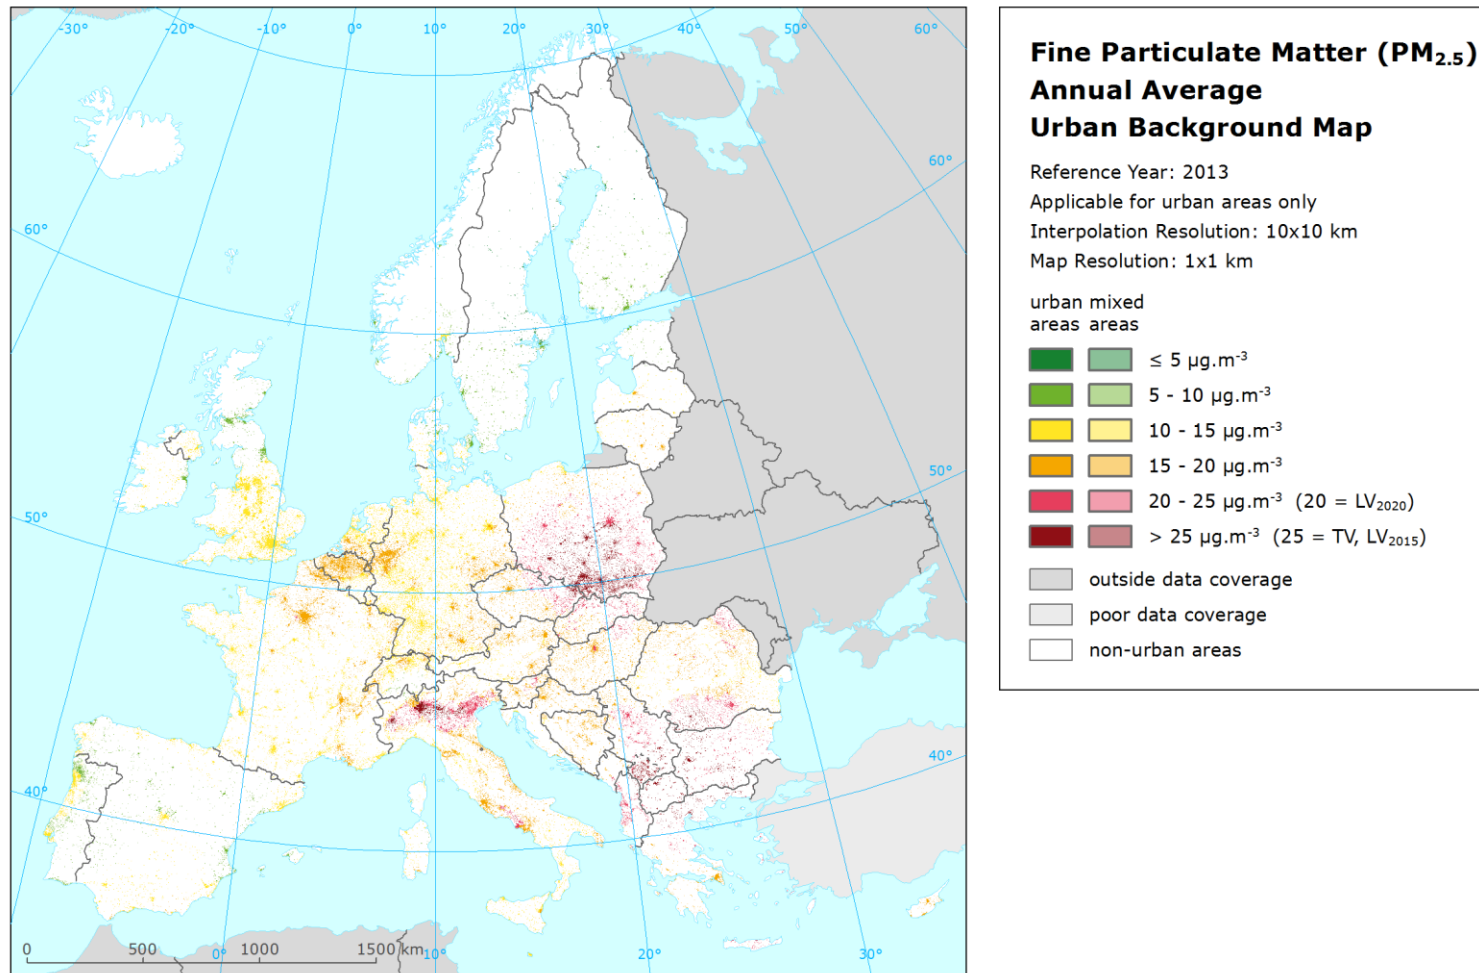 -30°
-20°
-10°
0°
10°
20°
30°
40°
50°
60°
60°
60°
50°
50°
40°
40°
0
500
1000
1500 km
0°
10°
20°
30°
Fine Particulate Matter (PM2.5)
Annual Average
Urban Background Map
Reference Year: 2013
Applicable for urban areas only
Interpolation Resolution: 10x10 km
Map Resolution: 1x1 km
urban mixed
areas areas
≤ 5 µg.m-3
5 - 10 µg.m-3
10 - 15 µg.m-3
15 - 20 µg.m-3
20 - 25 µg.m-3 (20 = LV2020)
> 25 µg.m-3 (25 = TV, LV2015)
outside data coverage
poor data coverage
non-urban areas